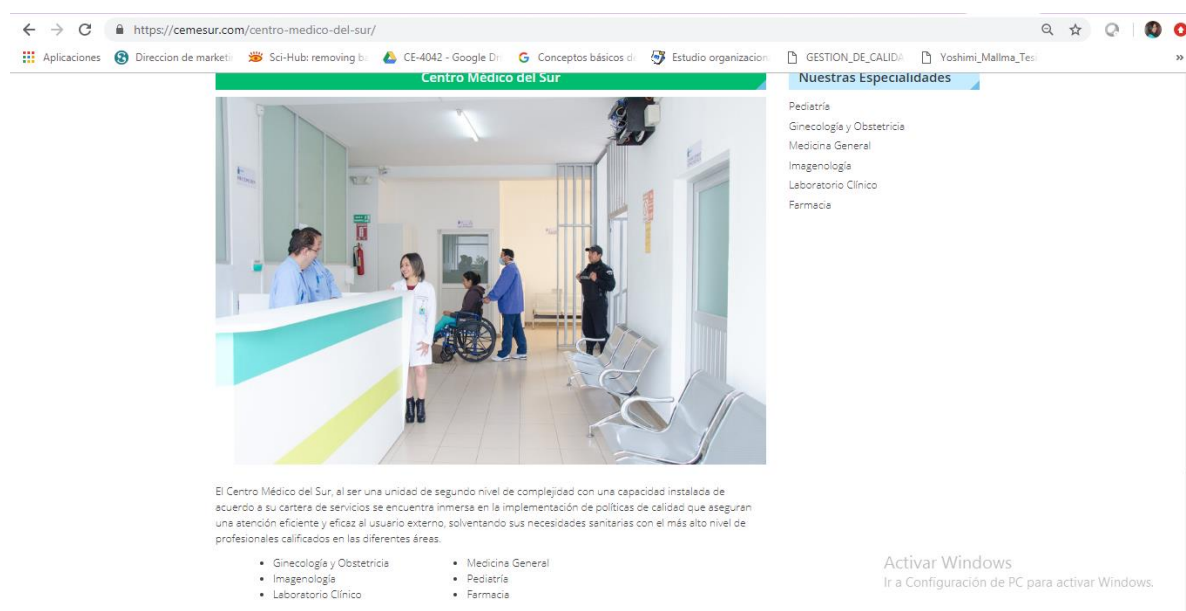 https://cemesur.com/centro-medico-del-sur/
Aplicaciones
Direccion de marketi
Sci-Hub: removing ba
CE-4042 - Google Dr
Conceptos básicos d
Estudio organizacion
GESTION_DE_CALIDA
Yoshimi_Mallma_Tes
»
Centro Médico del Sur
Nuestras Especialidades
Pediatría
Ginecología y Obstetricia
Medicina General
Imagenología
Laboratorio Clínico
Farmacia
El Centro Médico del Sur, al ser una unidad de segundo nivel de complejidad con una capacidad instalada de
acuerdo a su cartera de servicios se encuentra inmersa en la implementación de políticas de calidad que aseguran
una atención eficiente y eficaz al usuario externo, solventando sus necesidades sanitarias con el más alto nivel de
profesionales calificados en las diferentes áreas.
• Ginecología y Obstetricia
• Imagenología
• Laboratorio Clínico
• Medicina General
• Pediatría
• Farmacia
Activar Windows
Ir a Configuración de PC para activar Windows.